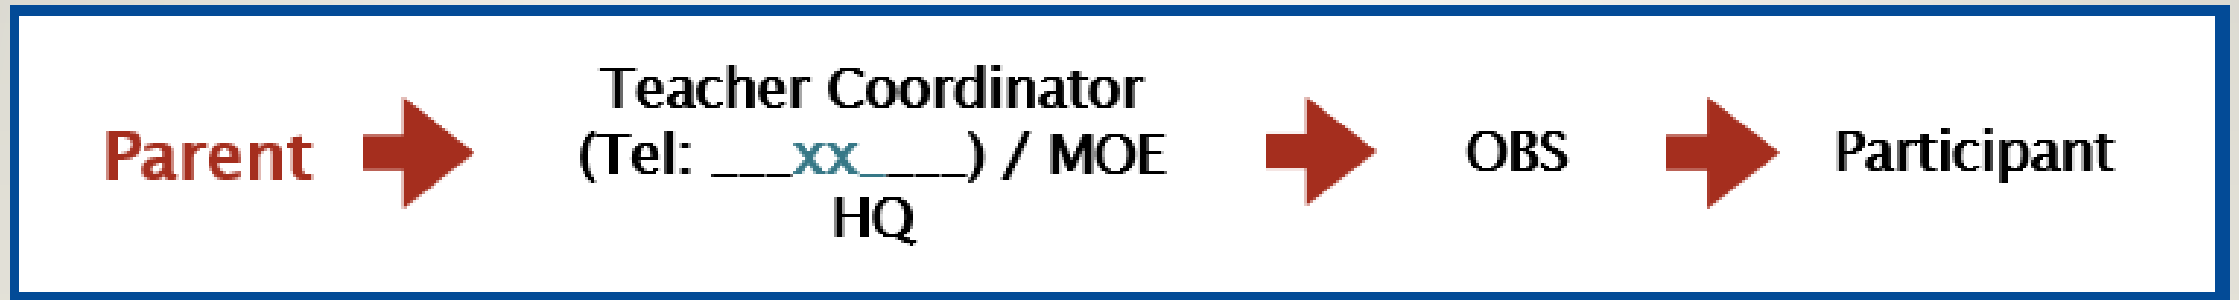 Parent
Teacher Coordinator
(Tel: ___xx____) / MOE
HQ
OBS
Participant